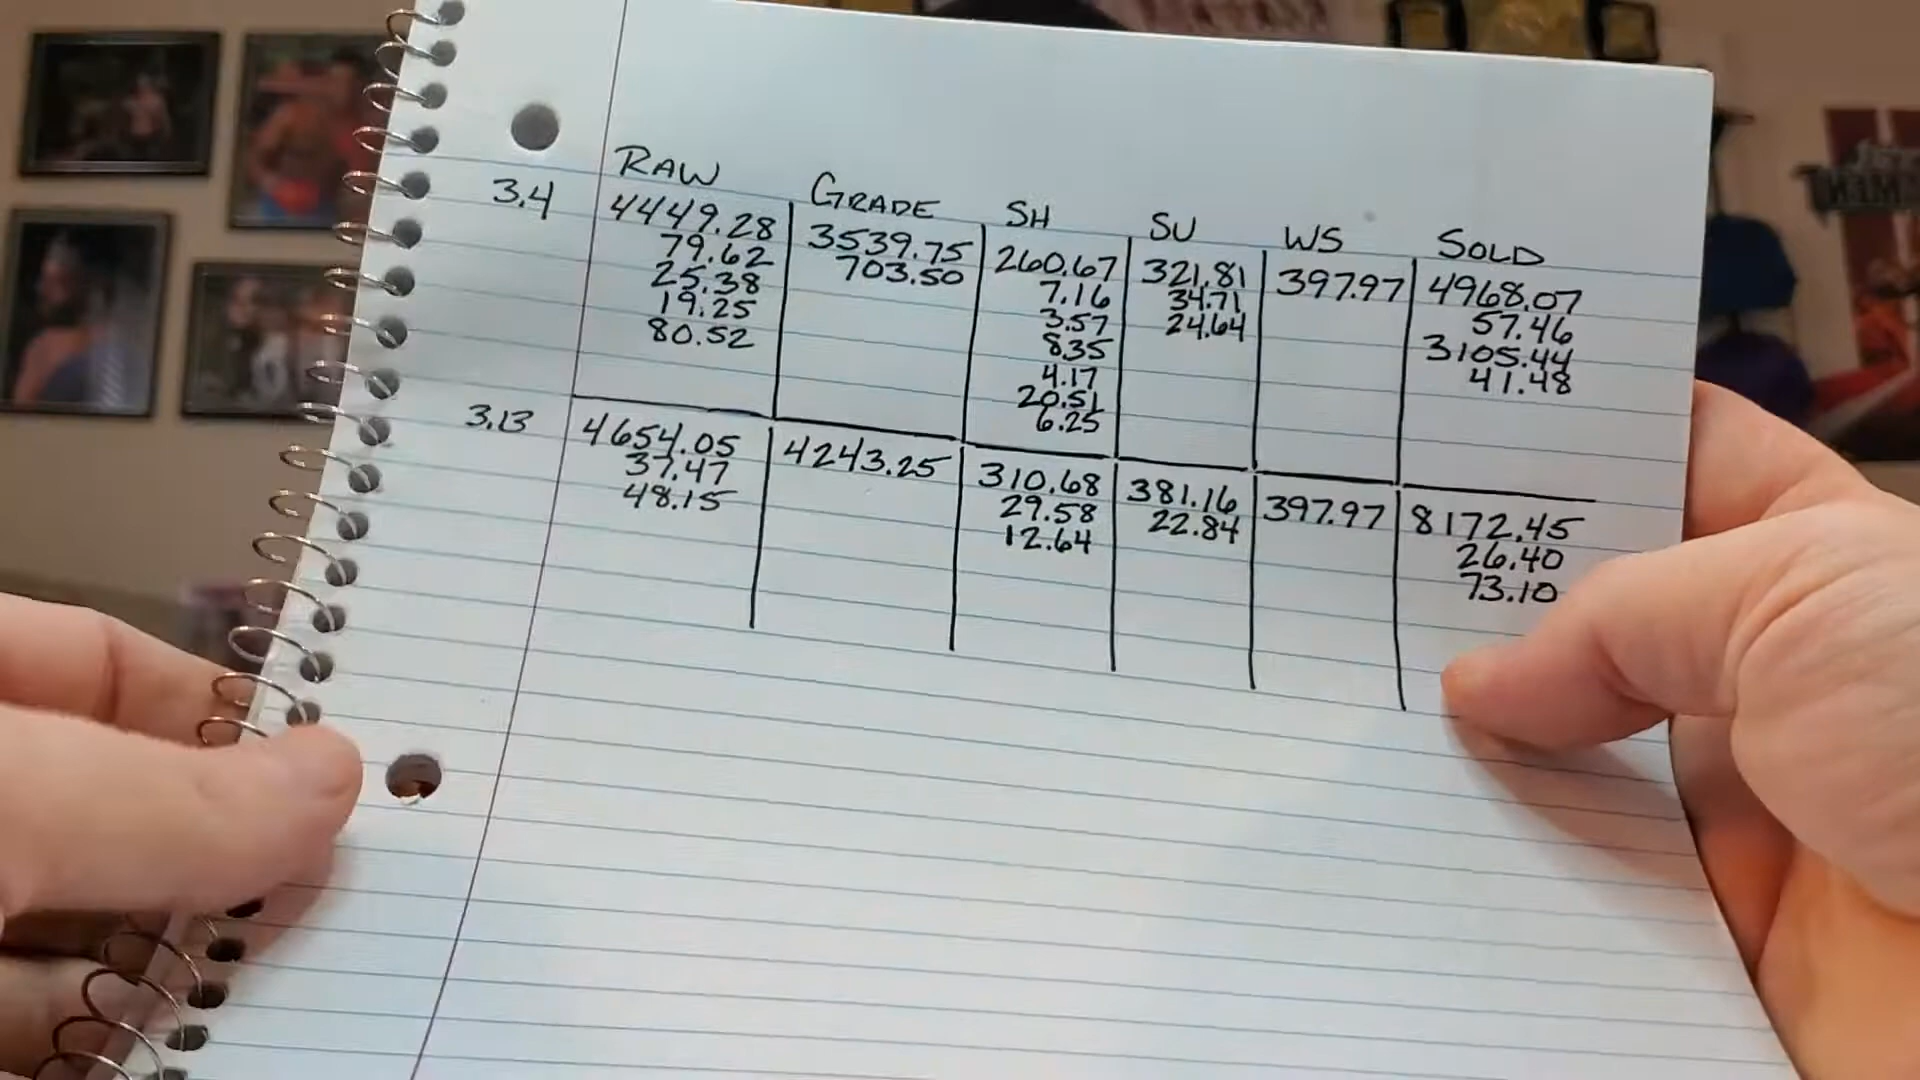 RAW GRADE SH SU WS SOLD
3.4 4449.28 3539.75 260.67 321.81 397.97 4968.07
79.62 703.50 7.16 34.71 57.46
25.38 3.57 24.64 3105.44
19.25 8.35 41.48
80.52 4.17
20.51
6.25
3.13 4654.05 4243.25 310.68 381.16 397.97 8172.45
37.47 29.58 22.84 26.40
48.15 12.64 73.10